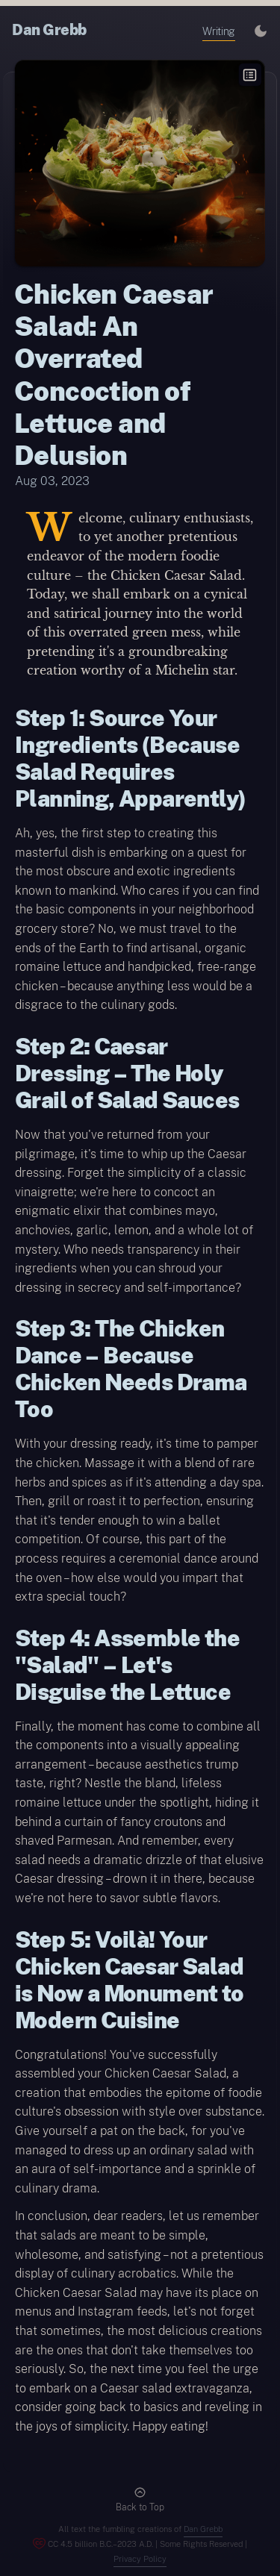 Dan Grebb
Writing
Chicken Caesar
Salad: An
Overrated
Concoction of
Lettuce and
Delusion
Aug 03, 2023
Welcome, culinary enthusiasts,
to yet another pretentious
endeavor of the modern foodie
culture – the Chicken Caesar Salad.
Today, we shall embark on a cynical
and satirical journey into the world
of this overrated green mess, while
pretending it's a groundbreaking
creation worthy of a Michelin star.
Step 1: Source Your
Ingredients (Because
Salad Requires
Planning, Apparently)
Ah, yes, the first step to creating this
masterful dish is embarking on a quest for
the most obscure and exotic ingredients
known to mankind. Who cares if you can find
the basic components in your neighborhood
grocery store? No, we must travel to the
ends of the Earth to find artisanal, organic
romaine lettuce and handpicked, free-range
chicken – because anything less would be a
disgrace to the culinary gods.
Step 2: Caesar
Dressing – The Holy
Grail of Salad Sauces
Now that you've returned from your
pilgrimage, it's time to whip up the Caesar
dressing. Forget the simplicity of a classic
vinaigrette; we're here to concoct an
enigmatic elixir that combines mayo,
anchovies, garlic, lemon, and a whole lot of
mystery. Who needs transparency in their
ingredients when you can shroud your
dressing in secrecy and self-importance?
Step 3: The Chicken
Dance – Because
Chicken Needs Drama
Too
With your dressing ready, it's time to pamper
the chicken. Massage it with a blend of rare
herbs and spices as if it's attending a day spa.
Then, grill or roast it to perfection, ensuring
that it's tender enough to win a ballet
competition. Of course, this part of the
process requires a ceremonial dance around
the oven – how else would you impart that
extra special touch?
Step 4: Assemble the
"Salad" – Let's
Disguise the Lettuce
Finally, the moment has come to combine all
the components into a visually appealing
arrangement – because aesthetics trump
taste, right? Nestle the bland, lifeless
romaine lettuce under the spotlight, hiding it
behind a curtain of fancy croutons and
shaved Parmesan. And remember, every
salad needs a dramatic drizzle of that elusive
Caesar dressing – drown it in there, because
we're not here to savor subtle flavors.
Step 5: Voilà! Your
Chicken Caesar Salad
is Now a Monument to
Modern Cuisine
Congratulations! You've successfully
assembled your Chicken Caesar Salad, a
creation that embodies the epitome of foodie
culture's obsession with style over substance.
Give yourself a pat on the back, for you've
managed to dress up an ordinary salad with
an aura of self-importance and a sprinkle of
culinary drama.
In conclusion, dear readers, let us remember
that salads are meant to be simple,
wholesome, and satisfying – not a pretentious
display of culinary acrobatics. While the
Chicken Caesar Salad may have its place on
menus and Instagram feeds, let's not forget
that sometimes, the most delicious creations
are the ones that don't take themselves too
seriously. So, the next time you feel the urge
to embark on a Caesar salad extravaganza,
consider going back to basics and reveling in
the joys of simplicity. Happy eating!
Back to Top
All text the fumbling creations of Dan Grebb
CC 4.5 billion B.C.–2023 A.D. | Some Rights Reserved |
Privacy Policy